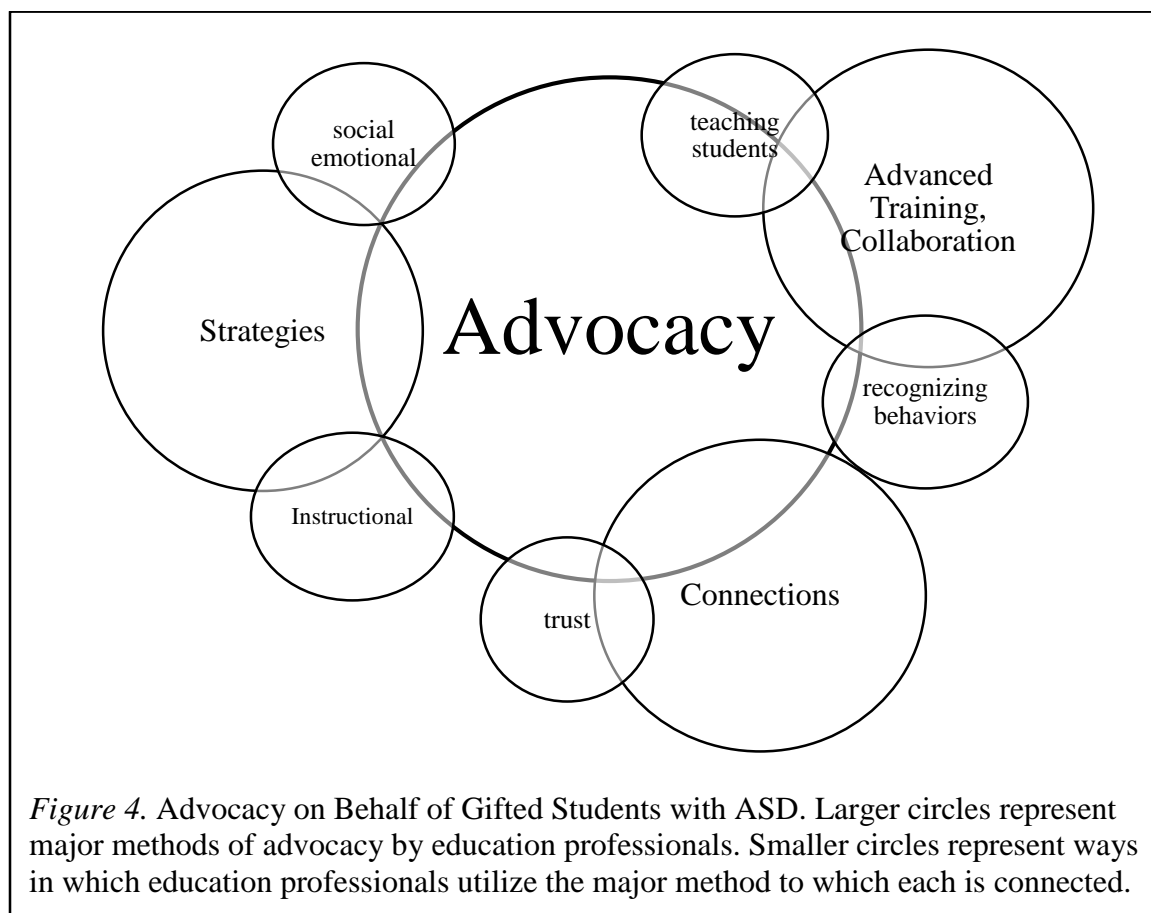 social
emotional
teaching
students
Advanced
Training,
Collaboration
Strategies
Advocacy
recognizing
behaviors
Instructional
trust
Connections
Figure 4. Advocacy on Behalf of Gifted Students with ASD. Larger circles represent
major methods of advocacy by education professionals. Smaller circles represent ways
in which education professionals utilize the major method to which each is connected.